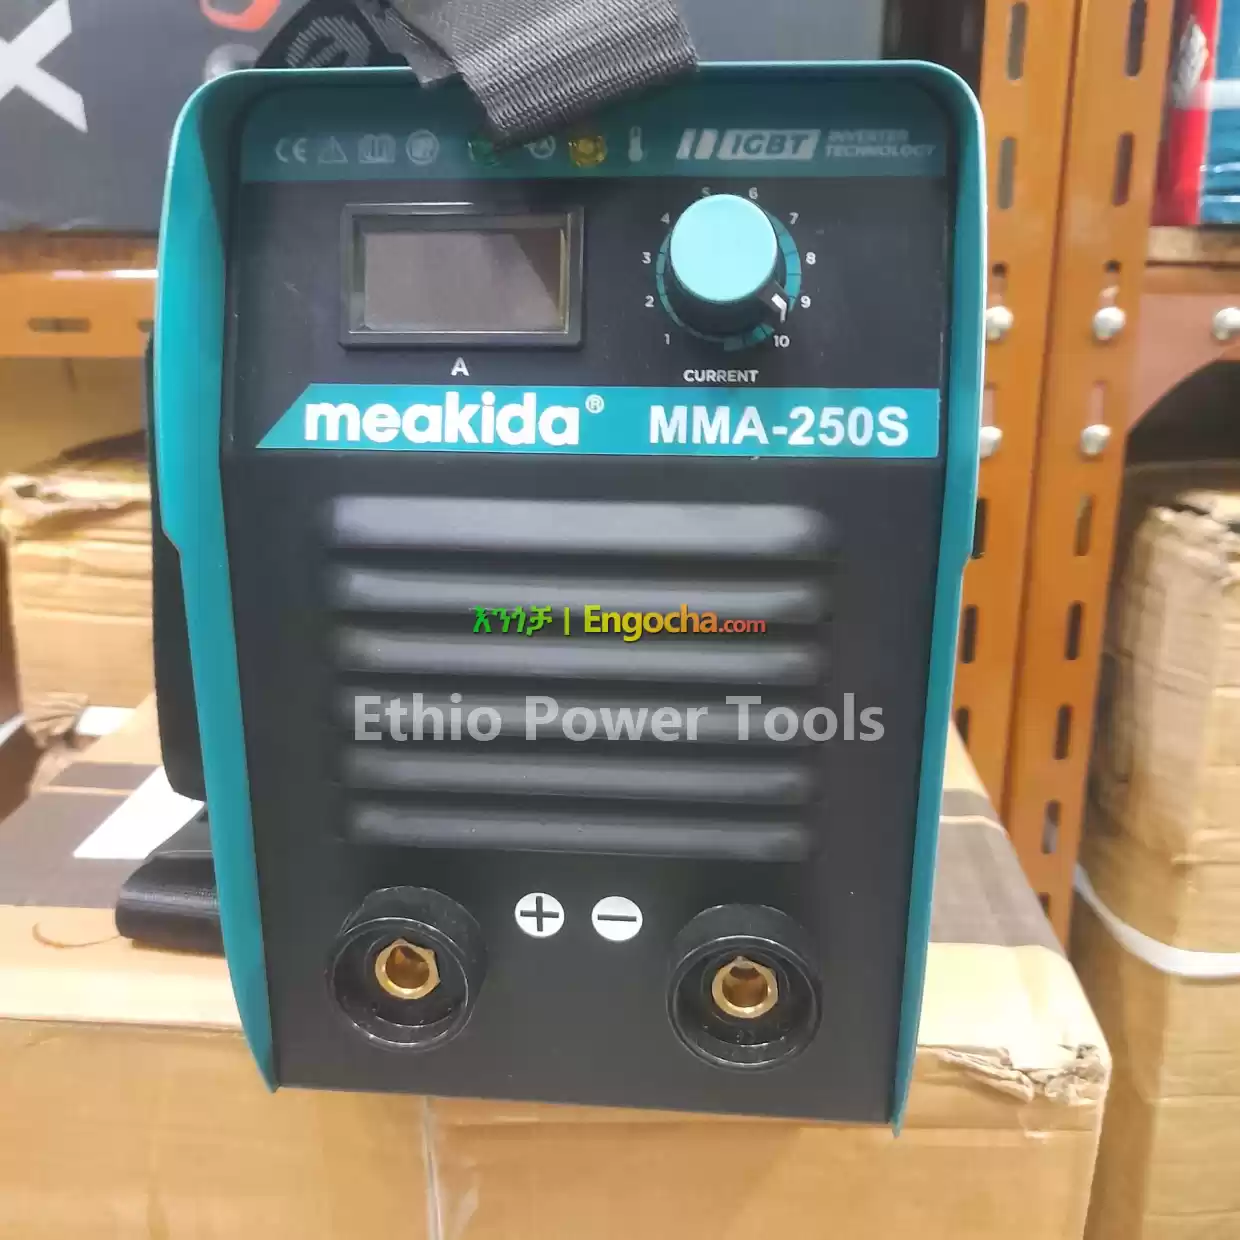 CE
IGBT INVERTER TECHNOLOGY
1 2 3 4 5 6 7 8 9 10
A
CURRENT
meakida® MMA-250S
እንጎቻ | Engocha.com
Ethio Power Tools
+ −